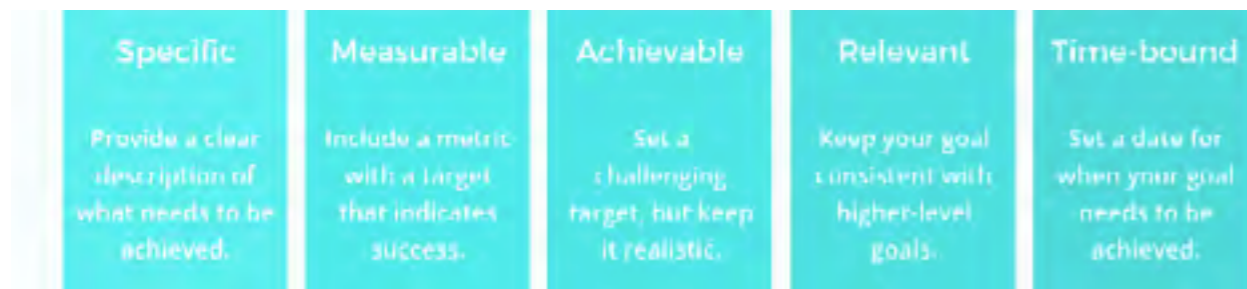 Specific
Provide a clear
description of
what needs to be
achieved.
Measurable
Include a metric
with a target
that indicates
success.
Achievable
Set a
challenging
target, but keep
it realistic.
Relevant
Keep your goal
consistent with
higher-level
goals.
Time-bound
Set a date for
when your goal
needs to be
achieved.